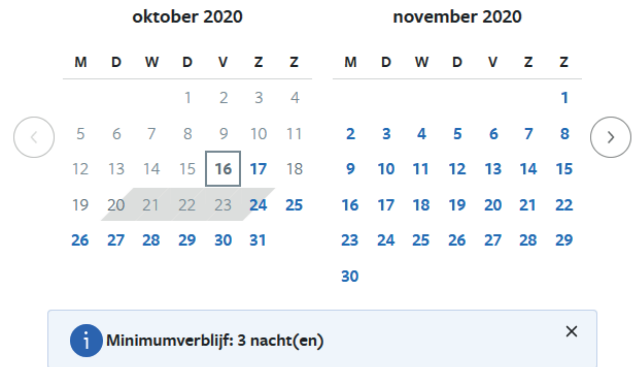 oktober 2020
M D W D V Z Z
1 2 3 4
5 6 7 8 9 10 11
12 13 14 15 16 17 18
19 20 21 22 23 24 25
26 27 28 29 30 31
november 2020
M D W D V Z Z
1
2 3 4 5 6 7 8
9 10 11 12 13 14 15
16 17 18 19 20 21 22
23 24 25 26 27 28 29
30
Minimumverblijf: 3 nacht(en)